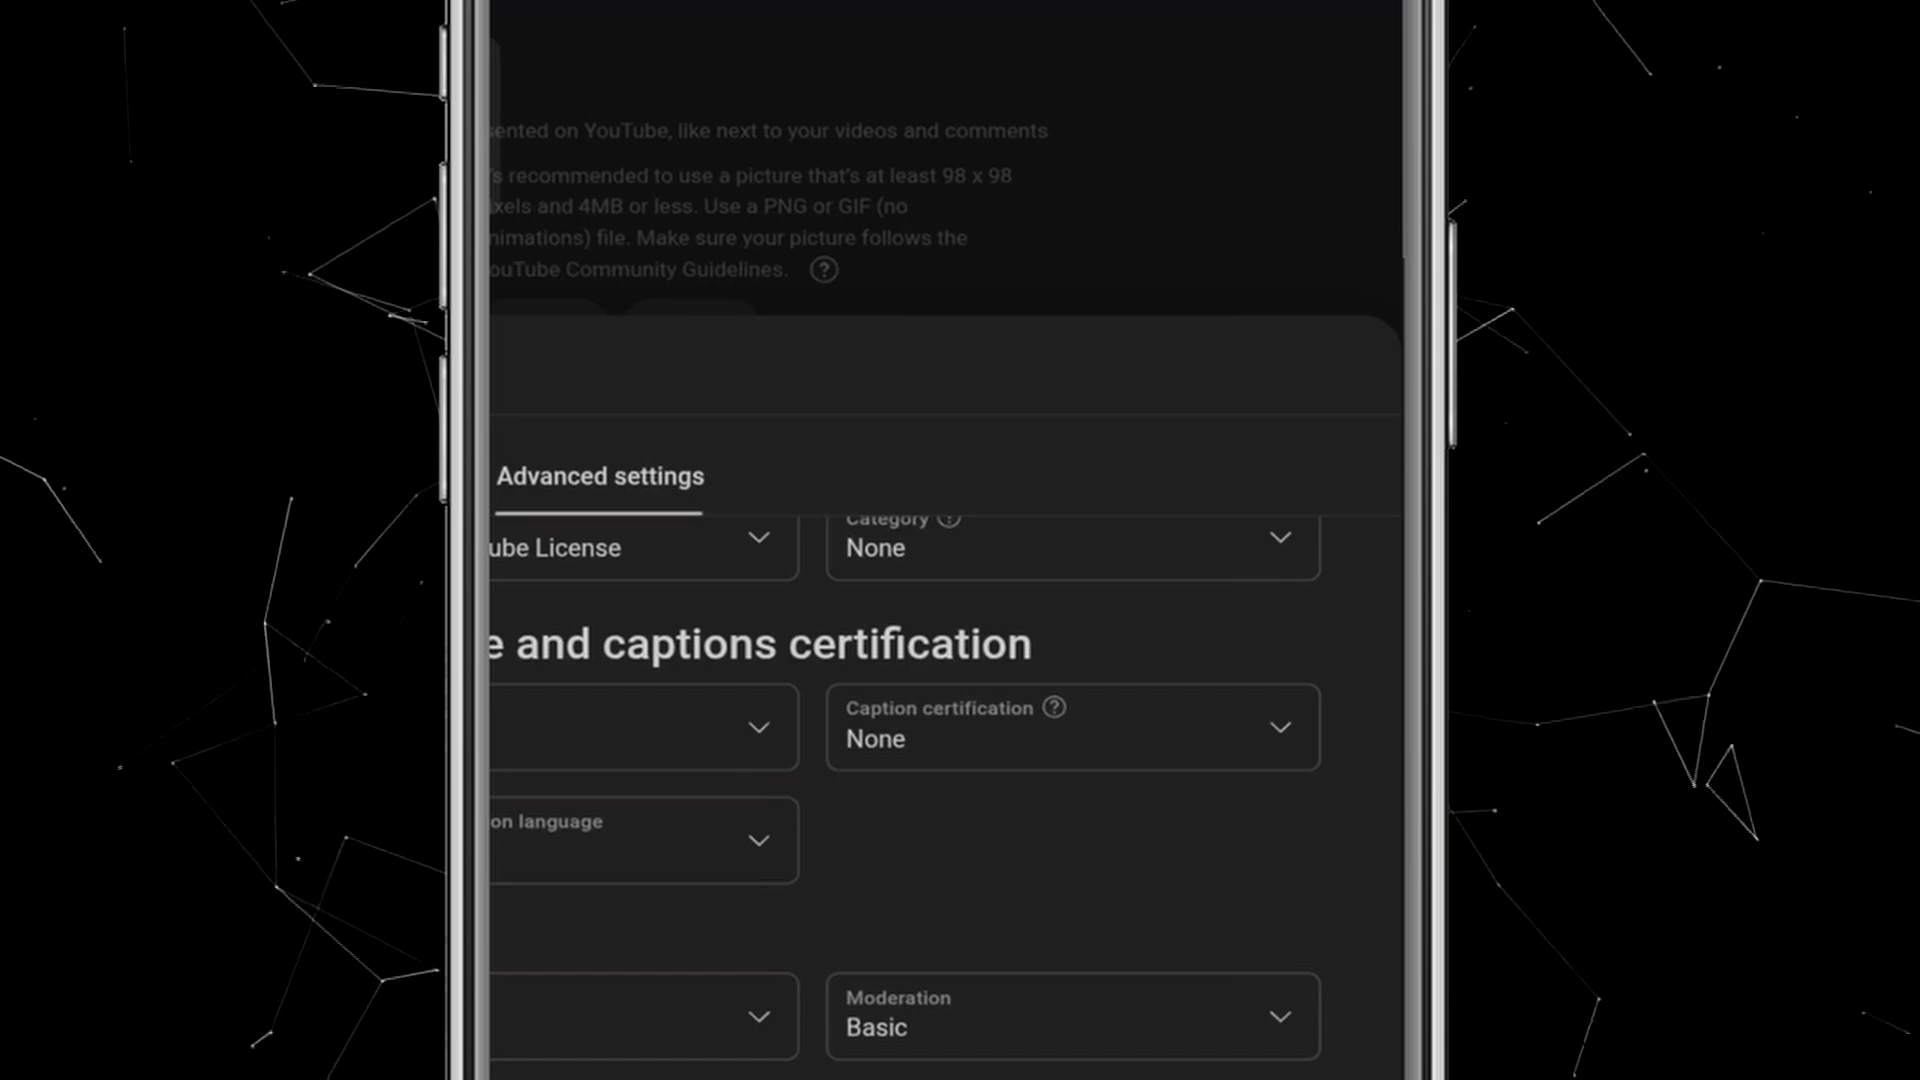 sented on YouTube, like next to your videos and comments
's recommended to use a picture that's at least 98 x 98
xels and 4MB or less. Use a PNG or GIF (no
nimations) file. Make sure your picture follows the
ouTube Community Guidelines. ?
Advanced settings
ube License
Category ?
None
e and captions certification
Caption certification ?
None
on language
Moderation
Basic